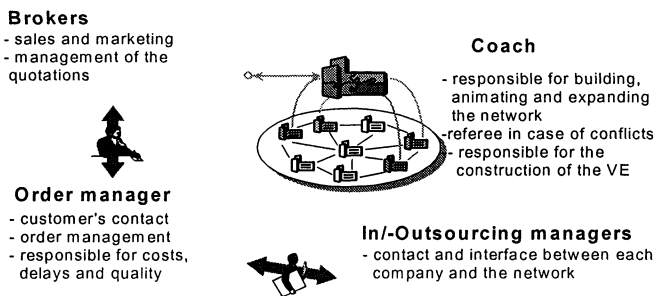 Brokers
- sales and marketing
- management of the
quotations
Order manager
- customer's contact
- order management
- responsible for costs,
delays and quality
Coach
- responsible for building,
animating and expanding
the network
-referee in case of conflicts
- responsible for the
construction of the VE
In/-Outsourcing managers
- contact and interface between each
company and the network